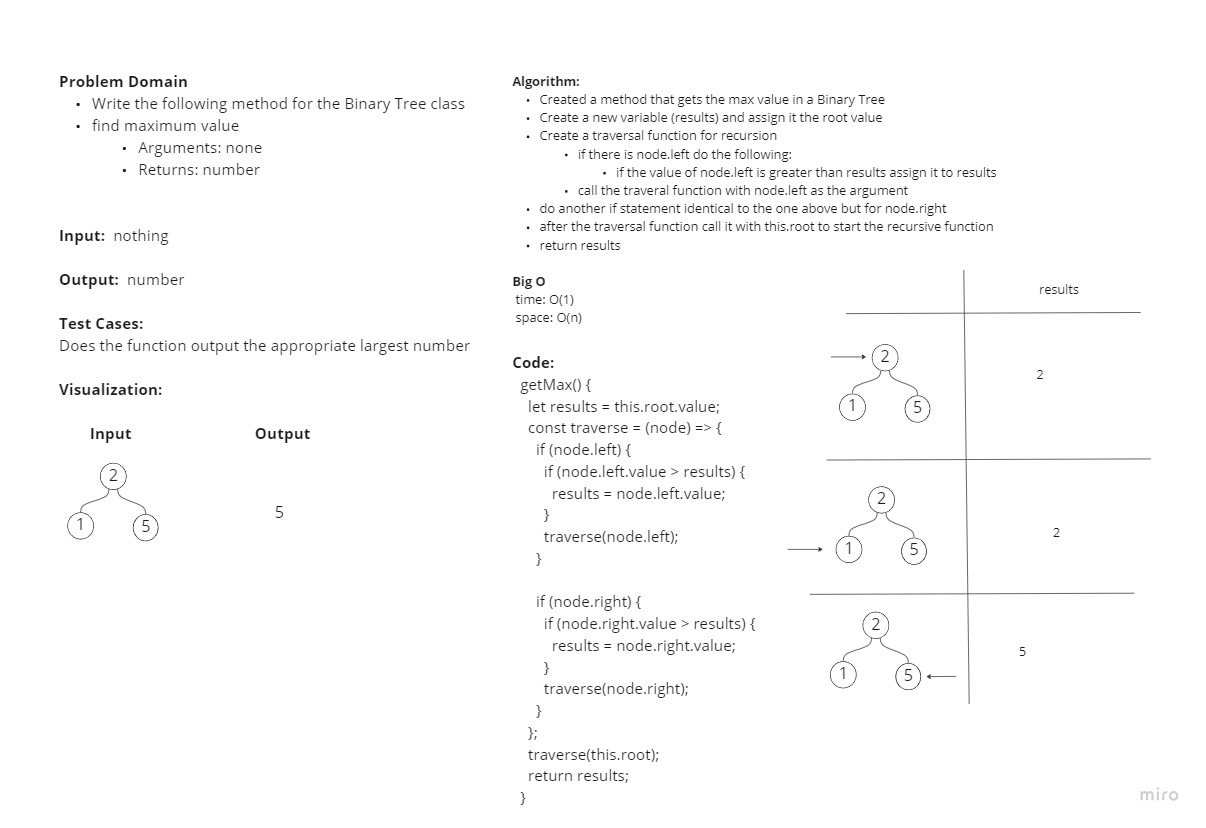 Problem Domain
• Write the following method for the Binary Tree class
• find maximum value
• Arguments: none
• Returns: number
Input: nothing
Output: number
Test Cases:
Does the function output the appropriate largest number
Visualization:
Input Output
2
1 5
5
Algorithm:
• Created a method that gets the max value in a Binary Tree
• Create a new variable (results) and assign it the root value
• Create a traversal function for recursion
• if there is node.left do the following:
• if the value of node.left is greater than results assign it to results
• call the traveral function with node.left as the argument
• do another if statement identical to the one above but for node.right
• after the traversal function call it with this.root to start the recursive function
• return results
Big O
time: O(1)
space: O(n)
Code:
getMax() {
let results = this.root.value;
const traverse = (node) => {
if (node.left) {
if (node.left.value > results) {
results = node.left.value;
}
traverse(node.left);
}
if (node.right) {
if (node.right.value > results) {
results = node.right.value;
}
traverse(node.right);
}
};
traverse(this.root);
return results;
}
results
2
1 5
2
2
1 5
2
2
1 5
5
miro